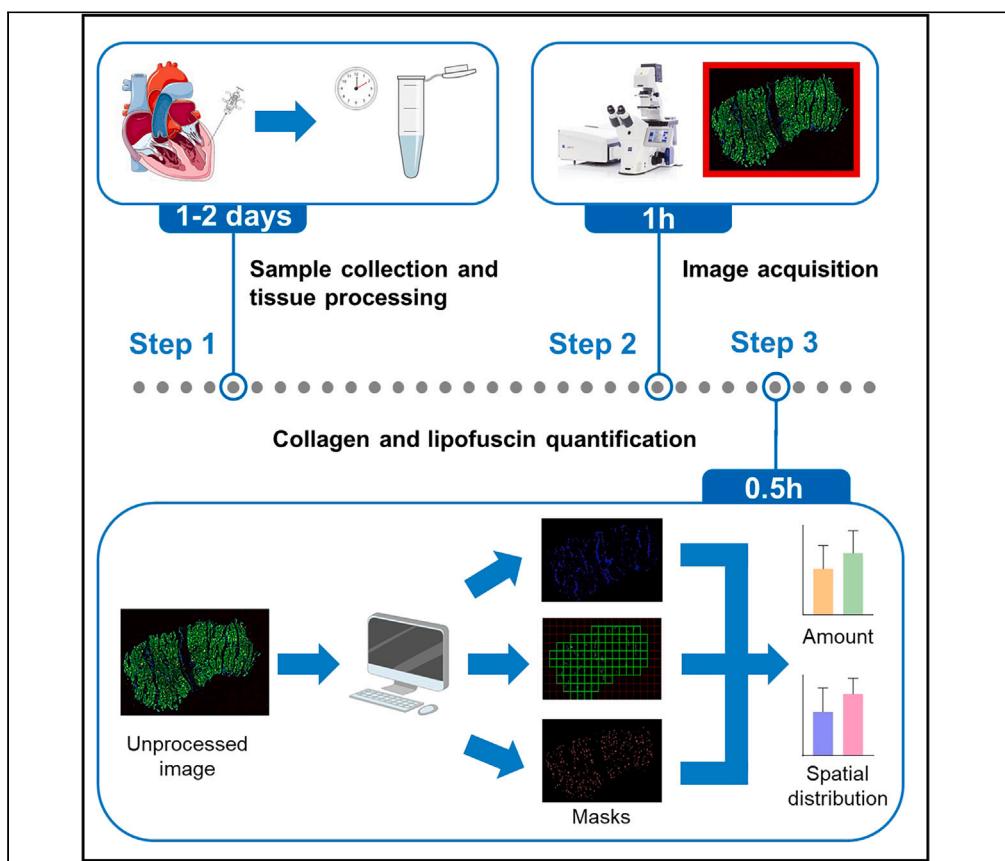 1-2 days
1h
Sample collection and
tissue processing
Image acquisition
Step 1
Step 2
Step 3
Collagen and lipofuscin quantification
0.5h
Unprocessed
image
Masks
Amount
Spatial
distribution